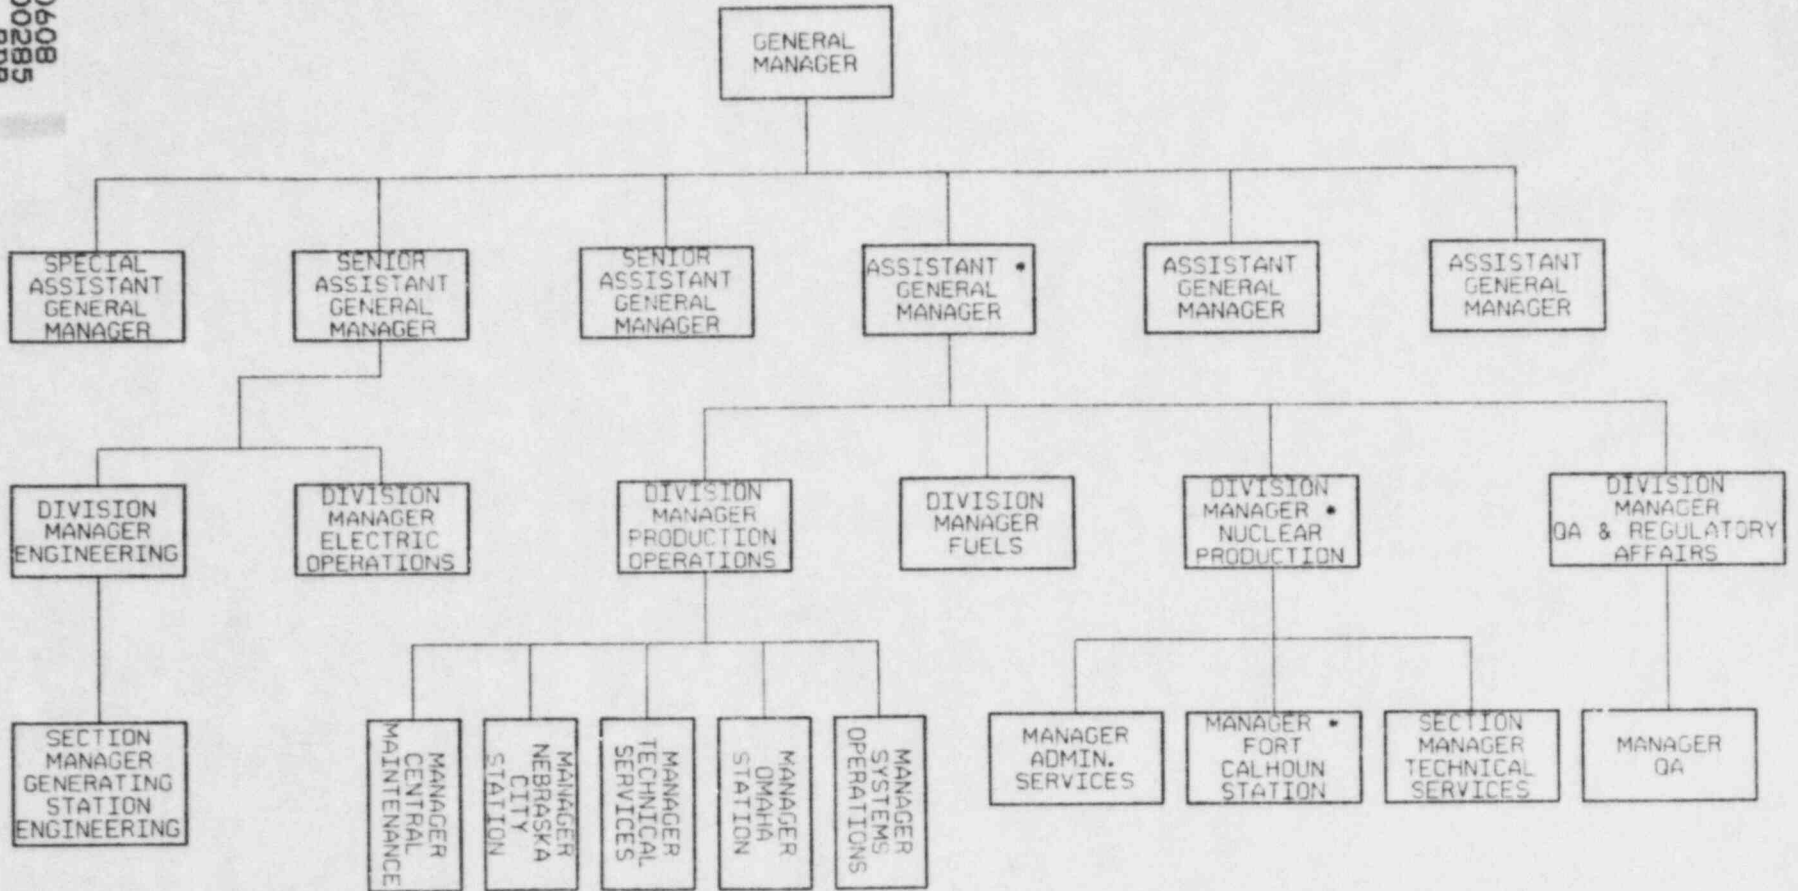 0608
00285
PDR
GENERAL
MANAGER
SPECIAL
ASSISTANT
GENERAL
MANAGER
SENIOR
ASSISTANT
GENERAL
MANAGER
SENIOR
ASSISTANT
GENERAL
MANAGER
ASSISTANT *
GENERAL
MANAGER
ASSISTANT
GENERAL
MANAGER
ASSISTANT
GENERAL
MANAGER
DIVISION
MANAGER
ENGINEERING
DIVISION
MANAGER
ELECTRIC
OPERATIONS
DIVISION
MANAGER
PRODUCTION
OPERATIONS
DIVISION
MANAGER
FUELS
DIVISION
MANAGER *
NUCLEAR
PRODUCTION
DIVISION
MANAGER
QA & REGULATORY
AFFAIRS
SECTION
MANAGER
GENERATING
STATION
ENGINEERING
MANAGER
CENTRAL
MAINTENANCE
MANAGER
NEBRASKA
CITY
STATION
MANAGER
TECHNICAL
SERVICES
MANAGER
OMAHA
STATION
MANAGER
SYSTEMS
OPERATIONS
MANAGER
ADMIN.
SERVICES
MANAGER *
FORT
CALHOUN
STATION
SECTION
MANAGER
TECHNICAL
SERVICES
MANAGER
QA